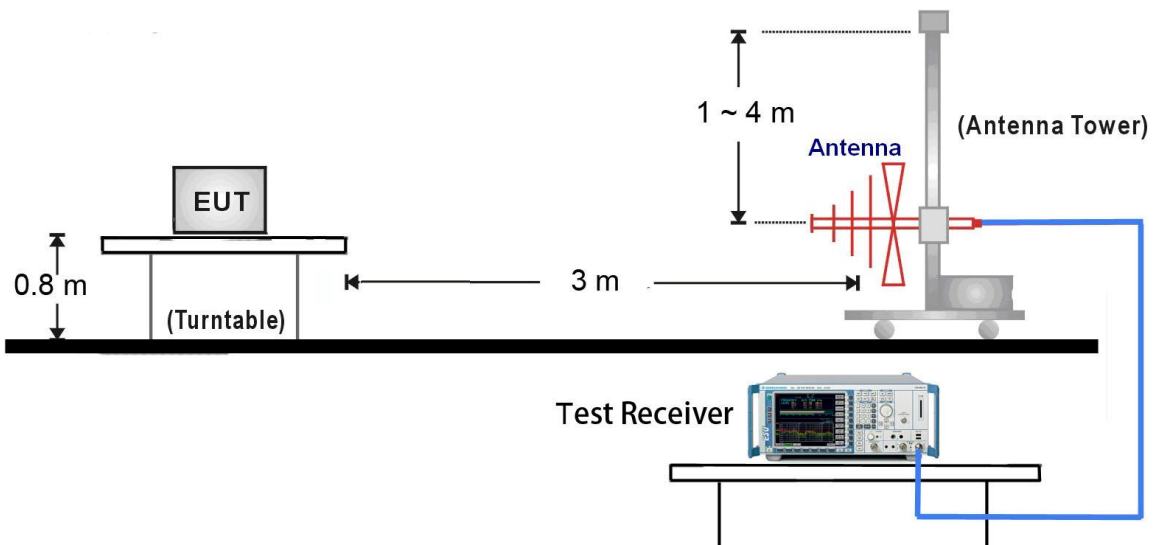 1 ~ 4 m
(Antenna Tower)
Antenna
EUT
0.8 m
3 m
(Turntable)
Test Receiver